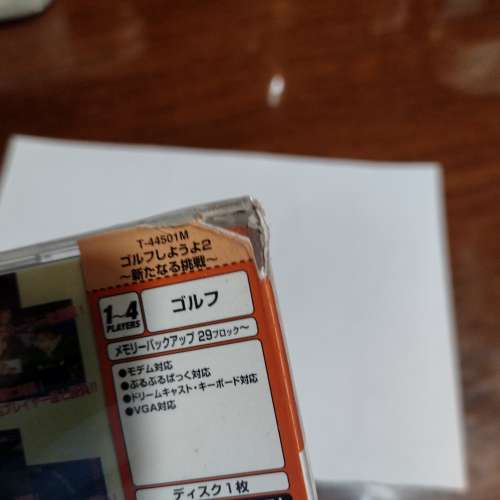 T-44501M
ゴルフしようよ2
〜新たなる挑戦〜
1〜4
PLAYERS
ゴルフ
メモリーバックアップ 29ブロック〜
●モデム対応
●ぷるぷるぱっく対応
●ドリームキャスト・キーボード対応
●VGA対応
ディスク1枚